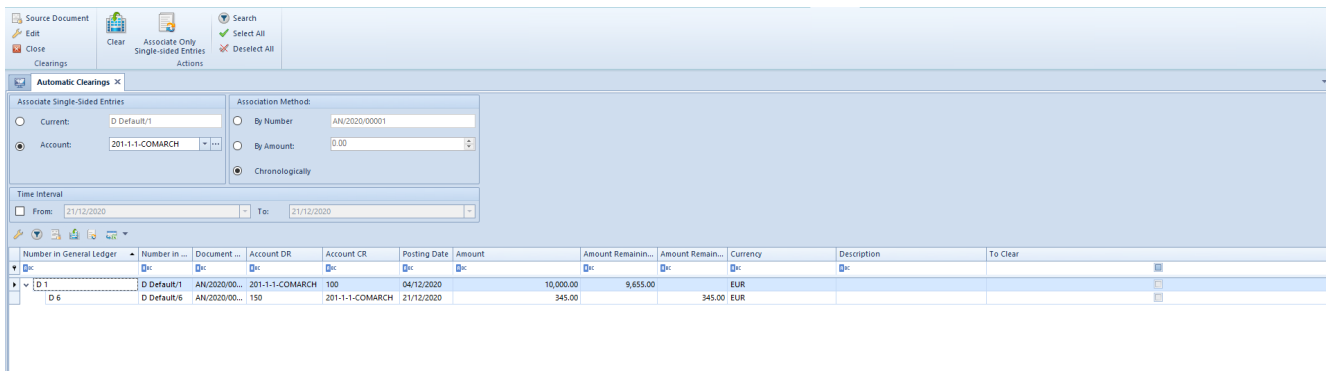 Source Document
Edit
Close
Clearings
Clear
Associate Only
Single-sided Entries
Search
Select All
Deselect All
Actions
Automatic Clearings
Associate Single-Sided Entries
Current: D Default/1
Account: 201-1-1-COMARCH
Association Method:
By Number AN/2020/00001
By Amount: 0.00
Chronologically
Time Interval
From: 21/12/2020 To: 21/12/2020
Number in General Ledger Number in ... Document ... Account DR Account CR Posting Date Amount Amount Remainin... Amount Remain... Currency Description To Clear
D 1 D Default/1 AN/2020/00... 201-1-1-COMARCH 100 04/12/2020 10,000.00 9,655.00 EUR
D 6 D Default/6 AN/2020/00... 150 201-1-1-COMARCH 21/12/2020 345.00 345.00 EUR